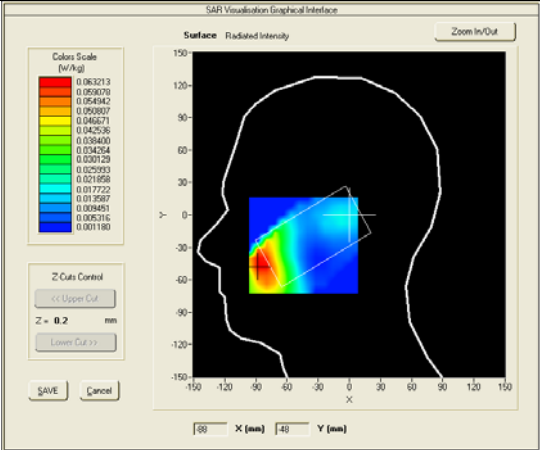 SAR Visualisation Graphical Interface
Surface Radiated Intensity
Zoom In/Out
Colors Scale
(W/kg)
0.063213
0.059078
0.054942
0.050807
0.046671
0.042536
0.038400
0.034264
0.030129
0.025993
0.021858
0.017722
0.013587
0.009451
0.005316
0.001180
Z-Cuts Control
<< Upper Cut
Z = 0.2 mm
Lower Cut >>
SAVE Cancel
150
120
90
60
30
0
-30
-60
-90
-120
-150
Y
-150 -120 -90 -60 -30 0 30 60 90 120 150
X
-88 X (mm) -48 Y (mm)